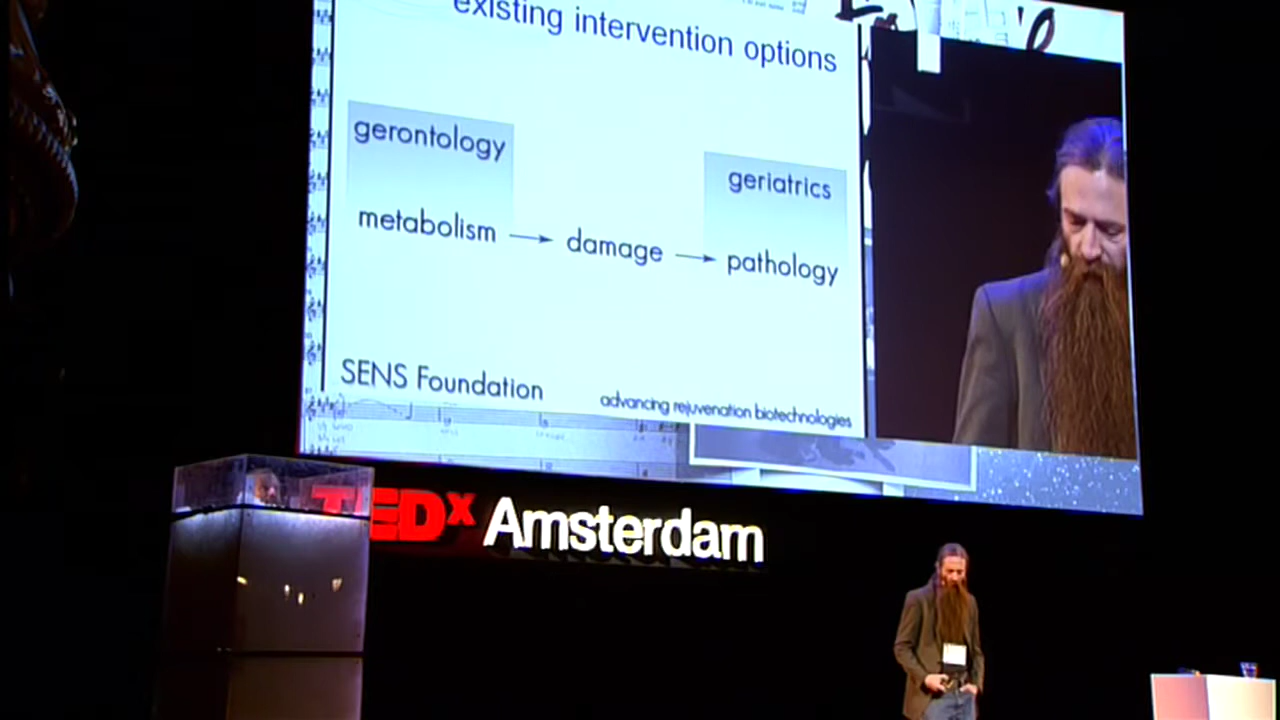 existing intervention options
gerontology
geriatrics
metabolism → damage → pathology
SENS Foundation
advancing rejuvenation biotechnologies
TEDx Amsterdam